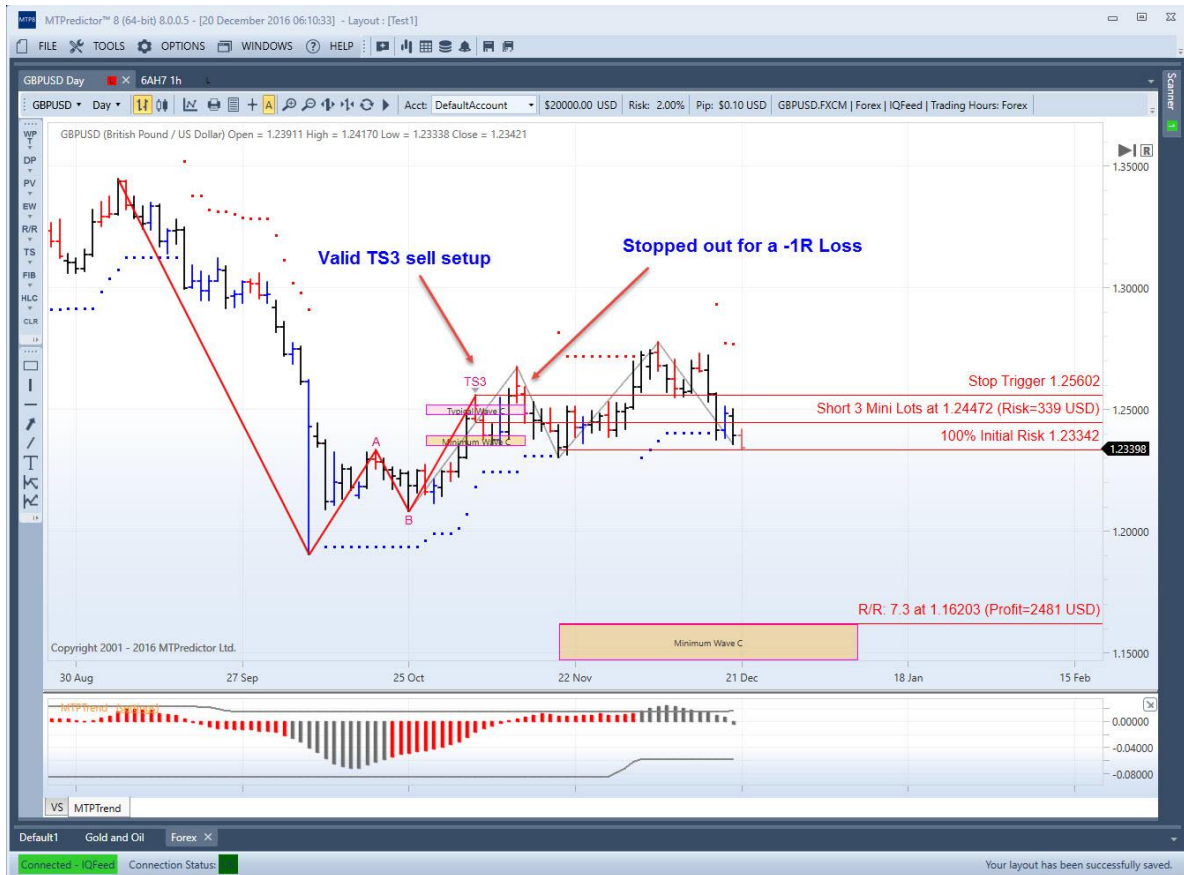 MTP8 MTPredictor™ 8 (64-bit) 8.0.0.5 - [20 December 2016 06:10:33] - Layout : [Test1]
FILE TOOLS OPTIONS WINDOWS ? HELP
GBPUSD Day 6AH7 1h
GBPUSD Day A Acct: DefaultAccount $20000.00 USD Risk: 2.00% Pip: $0.10 USD GBPUSD.FXCM | Forex | IQFeed | Trading Hours: Forex
Scanner
GBPUSD (British Pound / US Dollar) Open = 1.23911 High = 1.24170 Low = 1.23338 Close = 1.23421
WP
T
DP
PV
EW
R/R
TS
FIB
HLC
CLR
T
R
1.35000
1.30000
1.25000
1.23398
1.20000
1.15000
Valid TS3 sell setup
Stopped out for a -1R Loss
TS3
Stop Trigger 1.25602
Typical Wave C
Short 3 Mini Lots at 1.24472 (Risk=339 USD)
Minimum Wave C
100% Initial Risk 1.23342
A
B
R/R: 7.3 at 1.16203 (Profit=2481 USD)
Minimum Wave C
Copyright 2001 - 2016 MTPredictor Ltd.
30 Aug 27 Sep 25 Oct 22 Nov 21 Dec 18 Jan 15 Feb
MTPTrend
0.00000
-0.04000
-0.08000
VS MTPTrend
Default1 Gold and Oil Forex
Connected - IQFeed Connection Status: Your layout has been successfully saved.